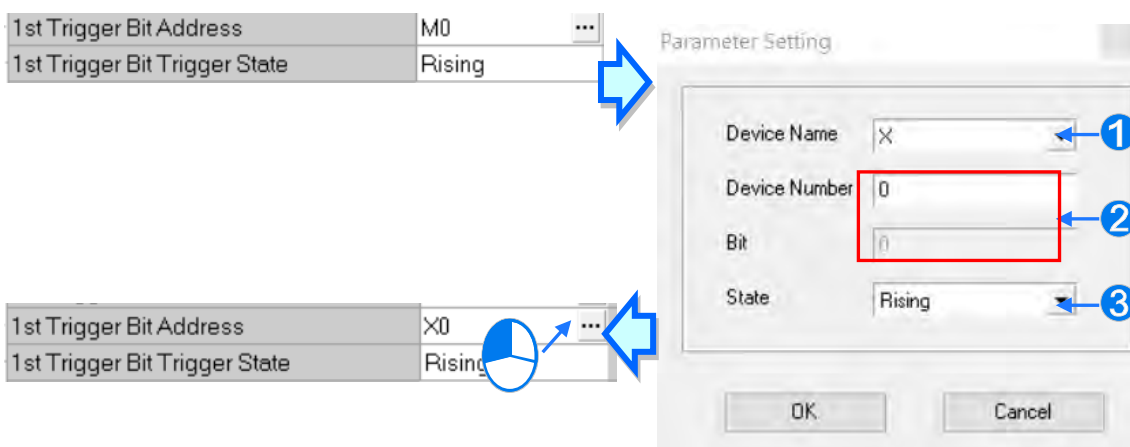 1st Trigger Bit Address M0 ...
1st Trigger Bit Trigger State Rising
Parameter Setting
Device Name X 1
Device Number 0
2
Bit 0
State Rising 3
OK Cancel
1st Trigger Bit Address X0 ...
1st Trigger Bit Trigger State Rising